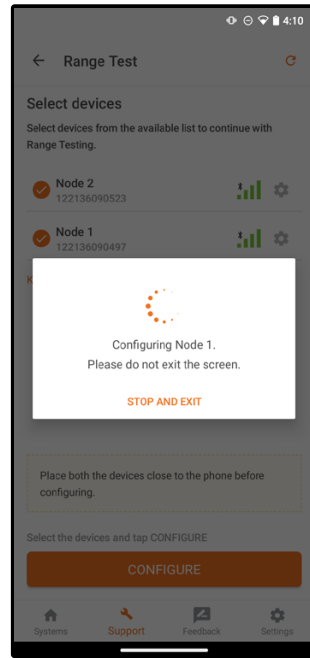 4:10
Range Test
Select devices
Select devices from the available list to continue with
Range Testing.
Node 2
122136090523
Node 1
122136090497
K
Configuring Node 1.
Please do not exit the screen.
STOP AND EXIT
Place both the devices close to the phone before
configuring.
Select the devices and tap CONFIGURE
CONFIGURE
Systems
Support
Feedback
Settings